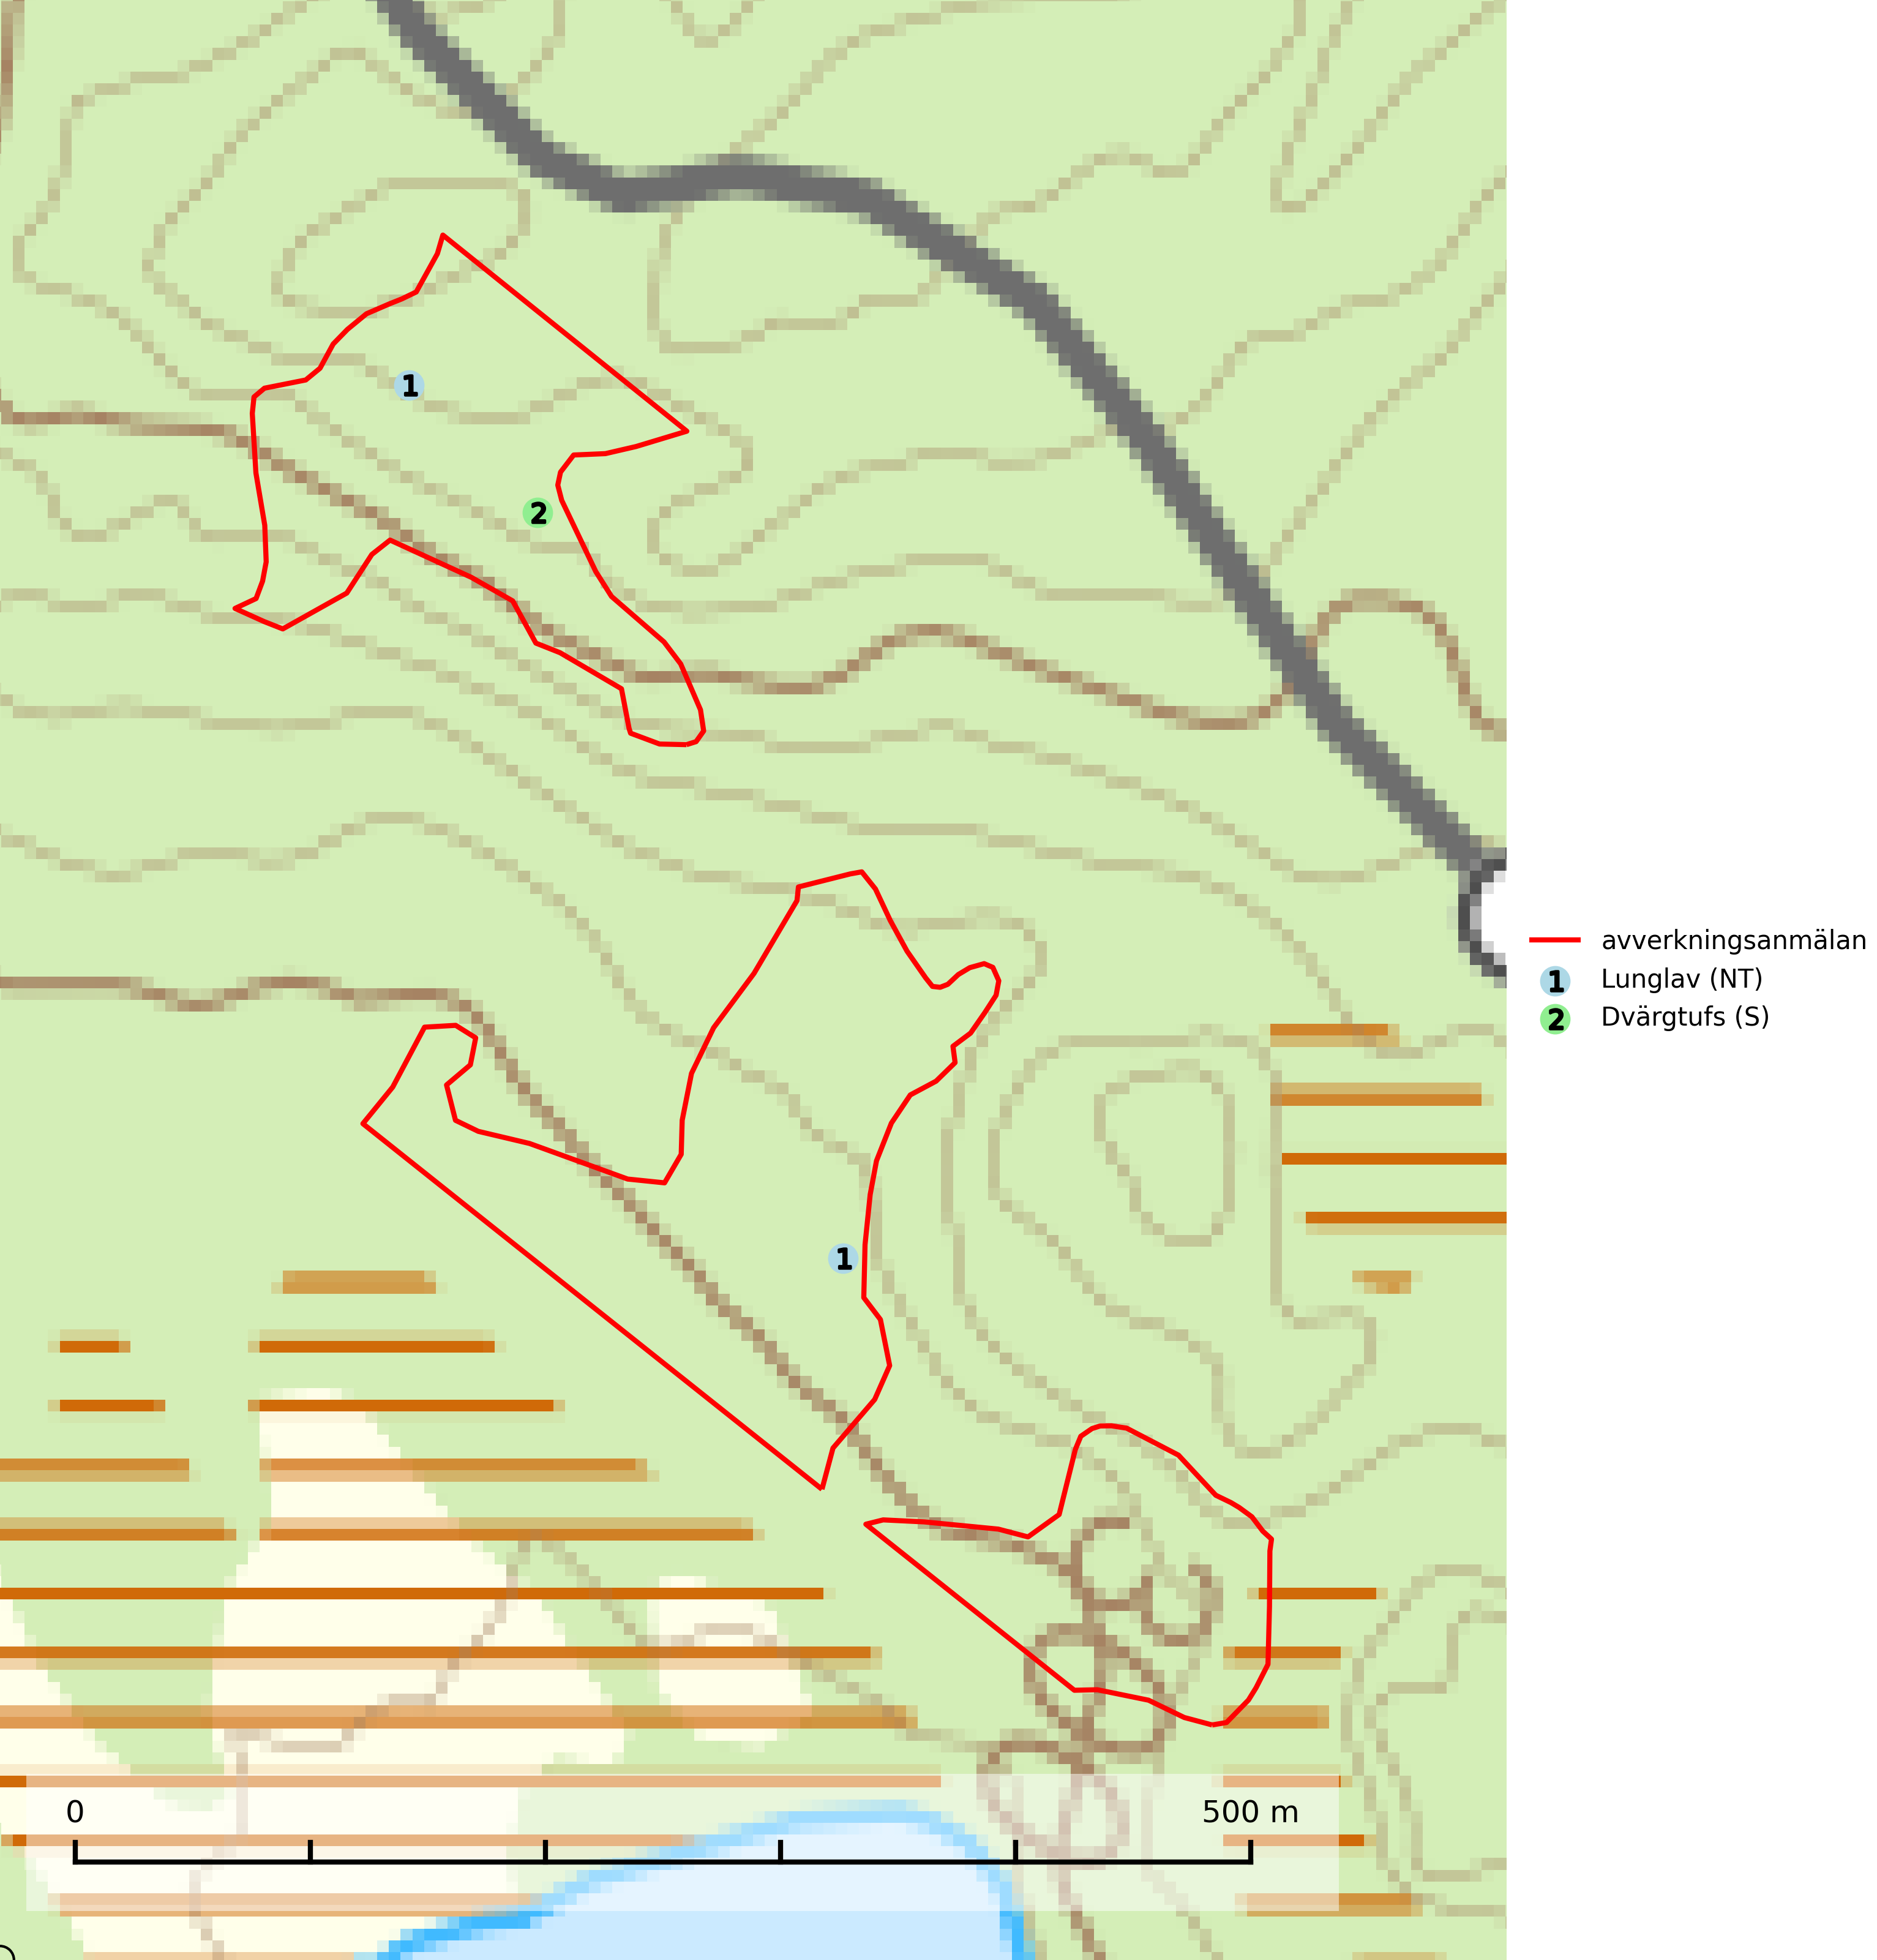 1
2
1
avverkningsanmälan
1 Lunglav (NT)
2 Dvärgtufs (S)
0 500 m